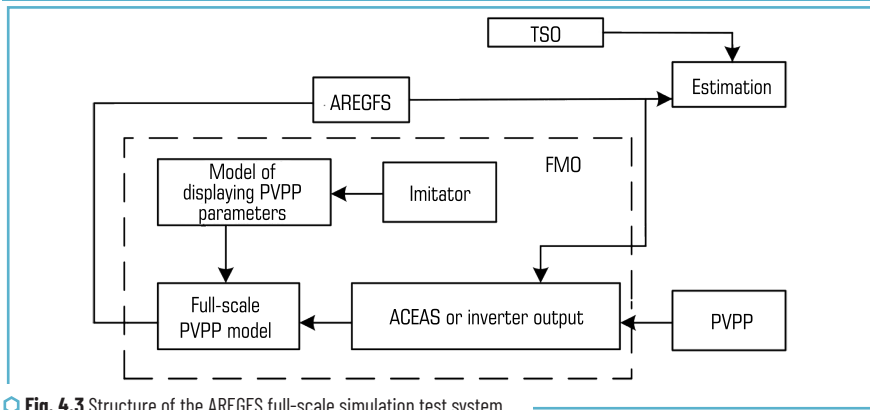 TSO
Estimation
AREGFS
FMO
Model of
displaying PVPP
parameters
Imitator
Full-scale
PVPP model
ACEAS or inverter output
PVPP
Fig. 4.3 Structure of the AREGFS full-scale simulation test system